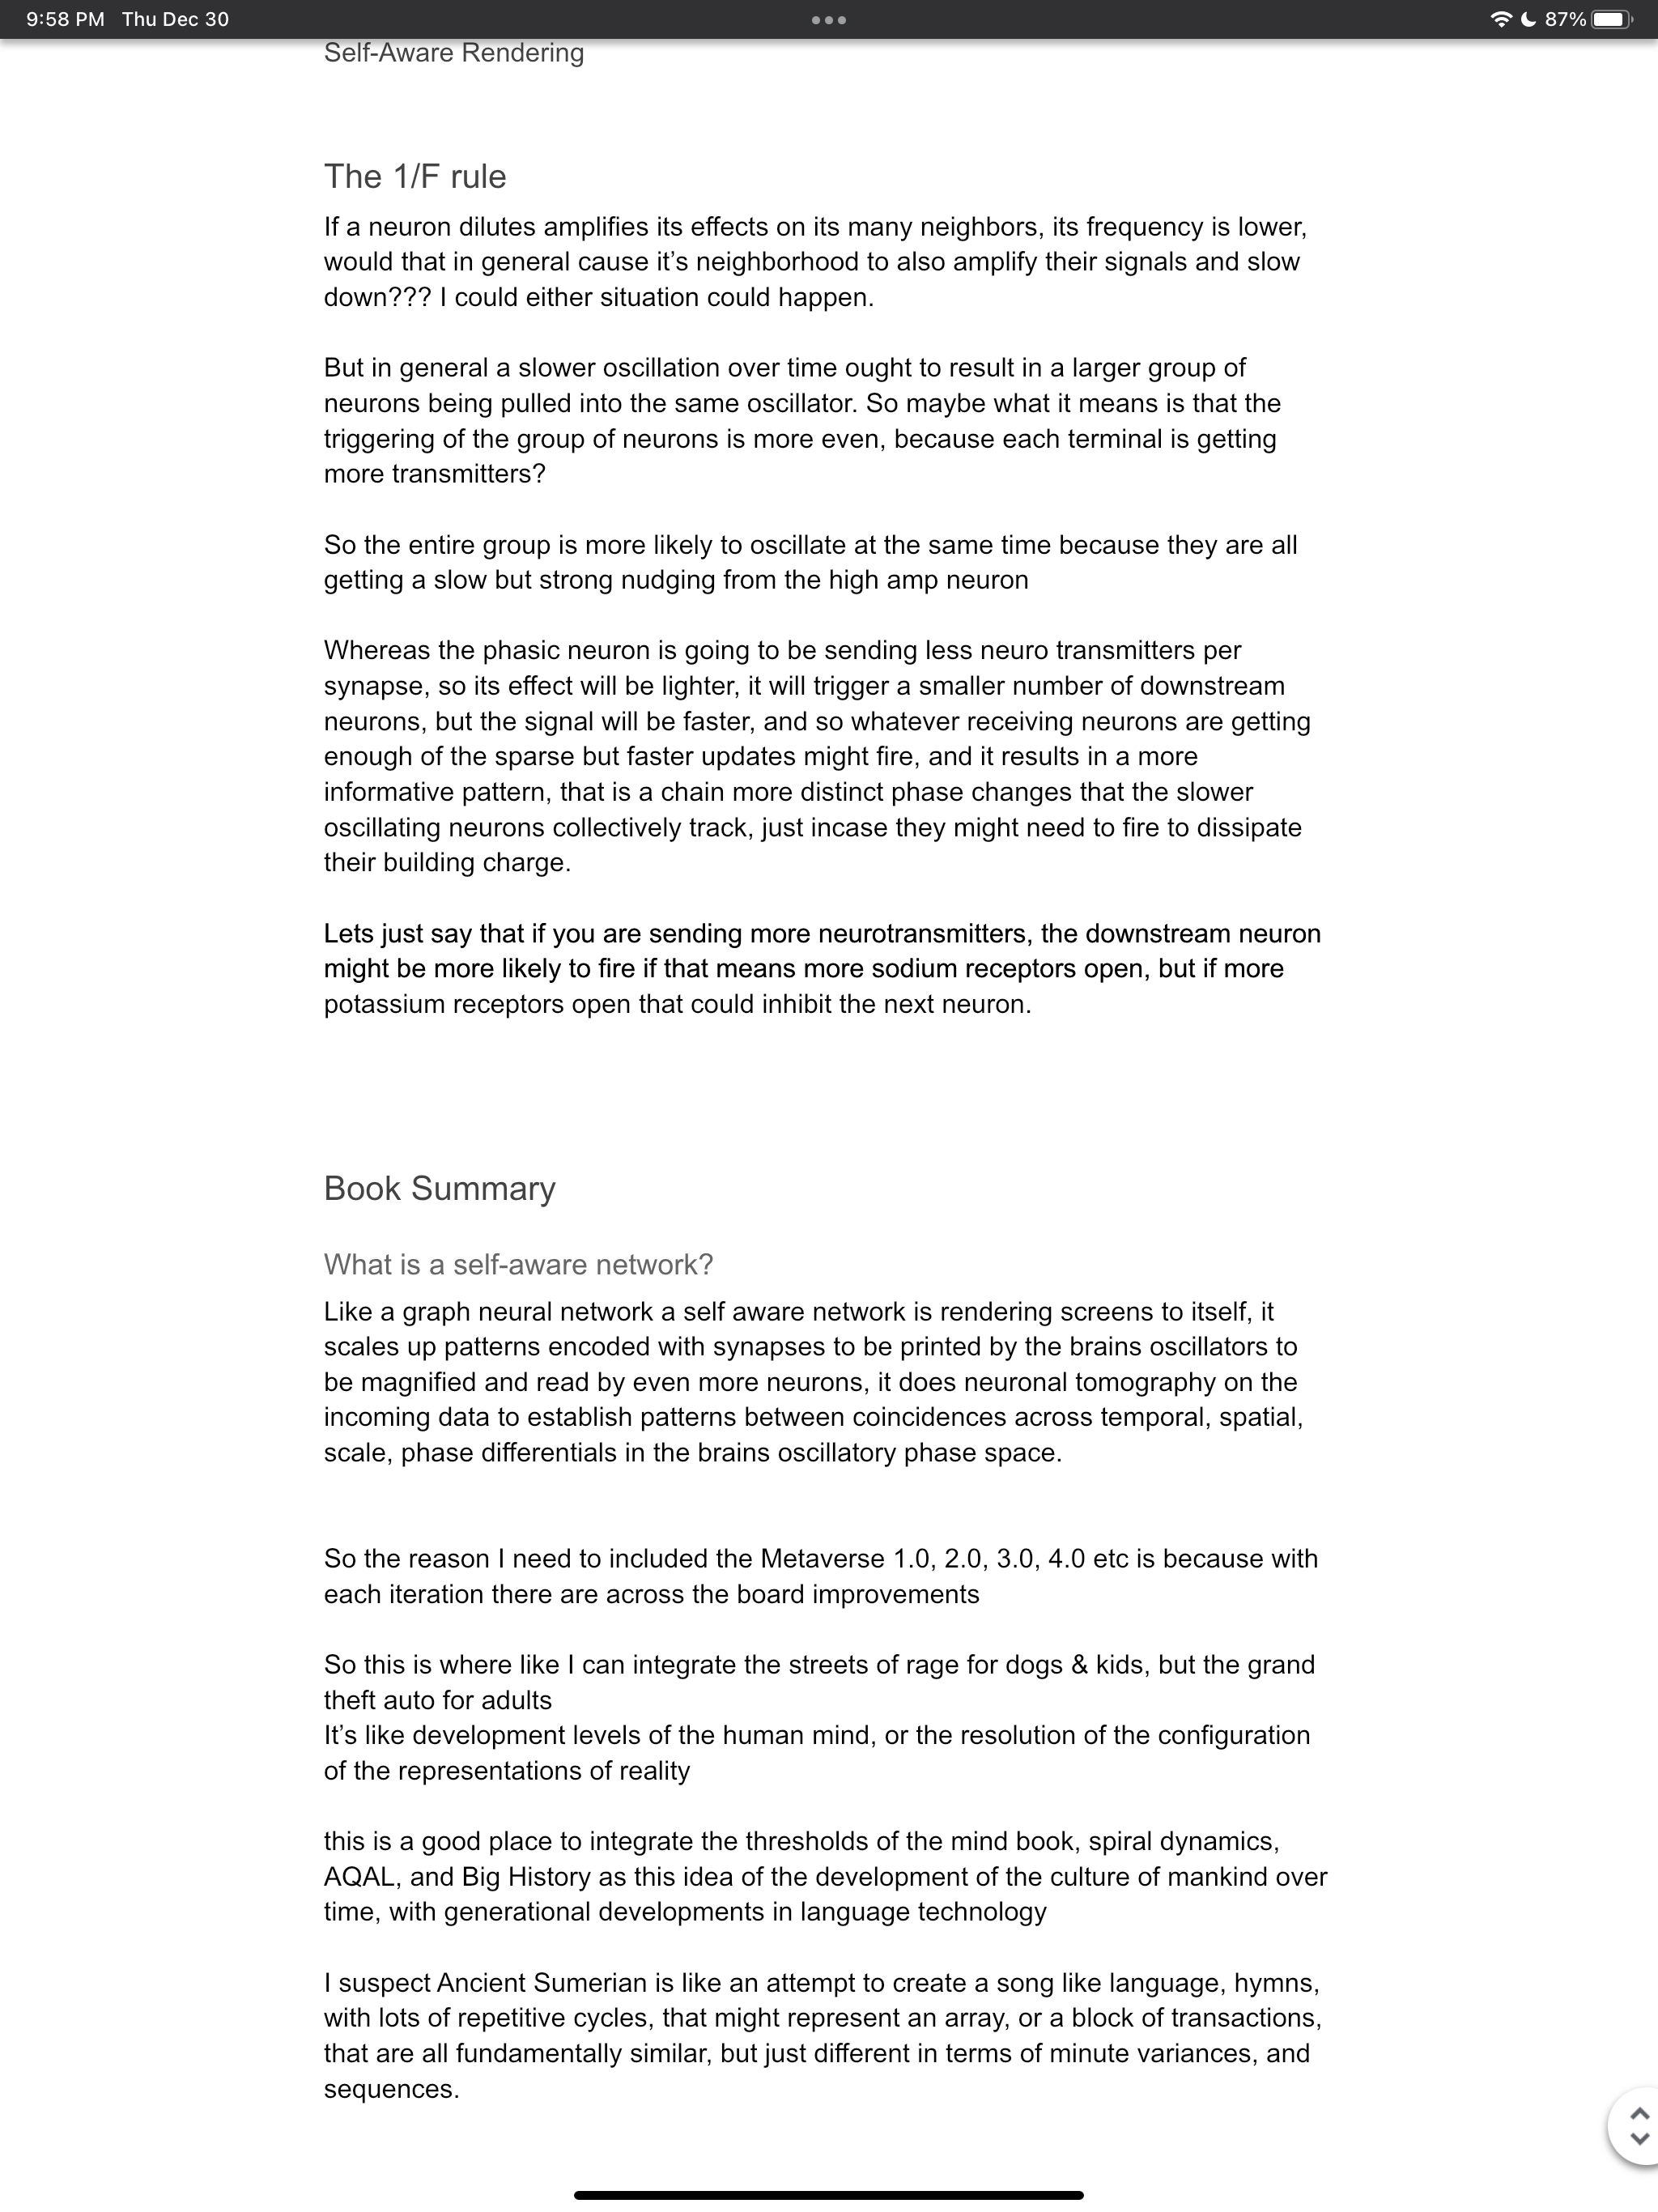 9:58 PM Thu Dec 30
87%
Self-Aware Rendering
The 1/F rule
If a neuron dilutes amplifies its effects on its many neighbors, its frequency is lower,
would that in general cause it’s neighborhood to also amplify their signals and slow
down??? I could either situation could happen.
But in general a slower oscillation over time ought to result in a larger group of
neurons being pulled into the same oscillator. So maybe what it means is that the
triggering of the group of neurons is more even, because each terminal is getting
more transmitters?
So the entire group is more likely to oscillate at the same time because they are all
getting a slow but strong nudging from the high amp neuron
Whereas the phasic neuron is going to be sending less neuro transmitters per
synapse, so its effect will be lighter, it will trigger a smaller number of downstream
neurons, but the signal will be faster, and so whatever receiving neurons are getting
enough of the sparse but faster updates might fire, and it results in a more
informative pattern, that is a chain more distinct phase changes that the slower
oscillating neurons collectively track, just incase they might need to fire to dissipate
their building charge.
Lets just say that if you are sending more neurotransmitters, the downstream neuron
might be more likely to fire if that means more sodium receptors open, but if more
potassium receptors open that could inhibit the next neuron.
Book Summary
What is a self-aware network?
Like a graph neural network a self aware network is rendering screens to itself, it
scales up patterns encoded with synapses to be printed by the brains oscillators to
be magnified and read by even more neurons, it does neuronal tomography on the
incoming data to establish patterns between coincidences across temporal, spatial,
scale, phase differentials in the brains oscillatory phase space.
So the reason I need to included the Metaverse 1.0, 2.0, 3.0, 4.0 etc is because with
each iteration there are across the board improvements
So this is where like I can integrate the streets of rage for dogs & kids, but the grand
theft auto for adults
It’s like development levels of the human mind, or the resolution of the configuration
of the representations of reality
this is a good place to integrate the thresholds of the mind book, spiral dynamics,
AQAL, and Big History as this idea of the development of the culture of mankind over
time, with generational developments in language technology
I suspect Ancient Sumerian is like an attempt to create a song like language, hymns,
with lots of repetitive cycles, that might represent an array, or a block of transactions,
that are all fundamentally similar, but just different in terms of minute variances, and
sequences.